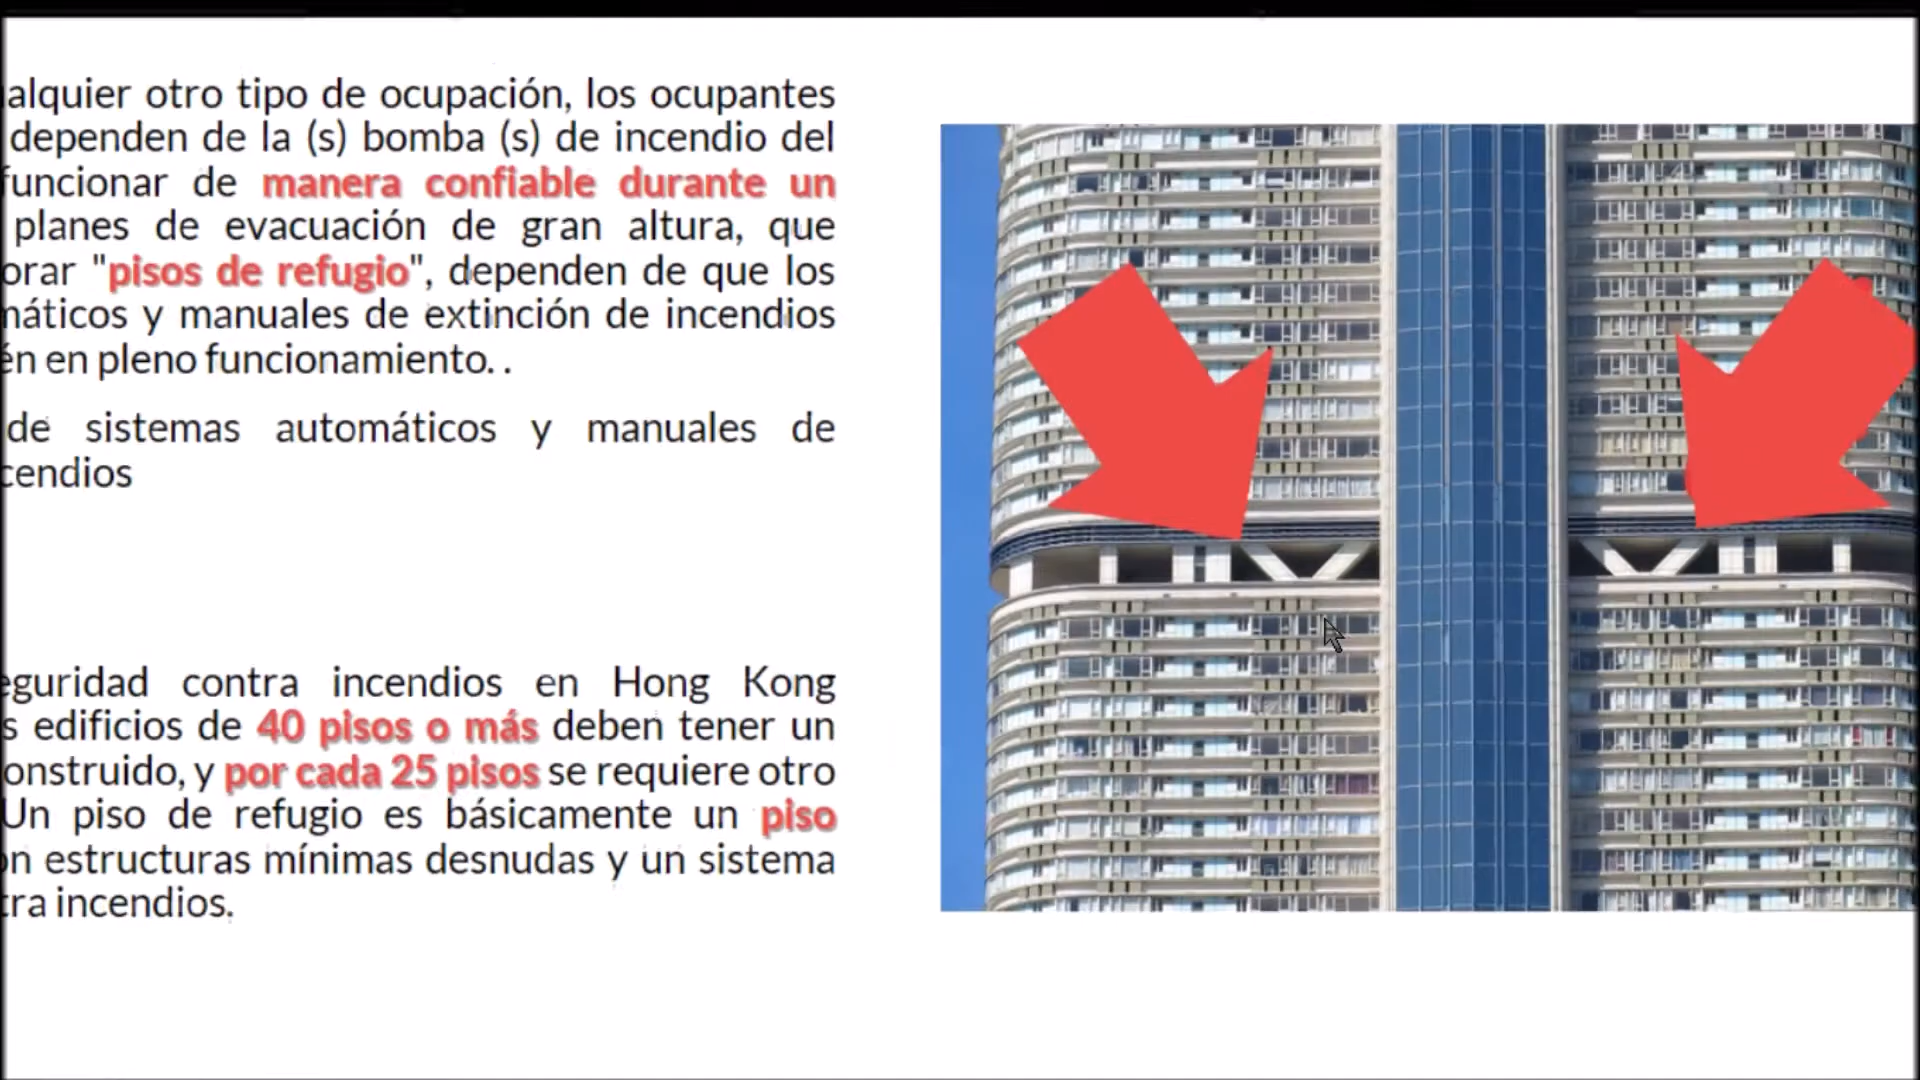 alquier otro tipo de ocupación, los ocupantes
dependen de la (s) bomba (s) de incendio del
funcionar de manera confiable durante un
planes de evacuación de gran altura, que
orar "pisos de refugio", dependen de que los
máticos y manuales de extinción de incendios
én en pleno funcionamiento. .
de sistemas automáticos y manuales de
cendios
eguridad contra incendios en Hong Kong
s edificios de 40 pisos o más deben tener un
onstruido, y por cada 25 pisos se requiere otro
Un piso de refugio es básicamente un piso
on estructuras mínimas desnudas y un sistema
tra incendios.